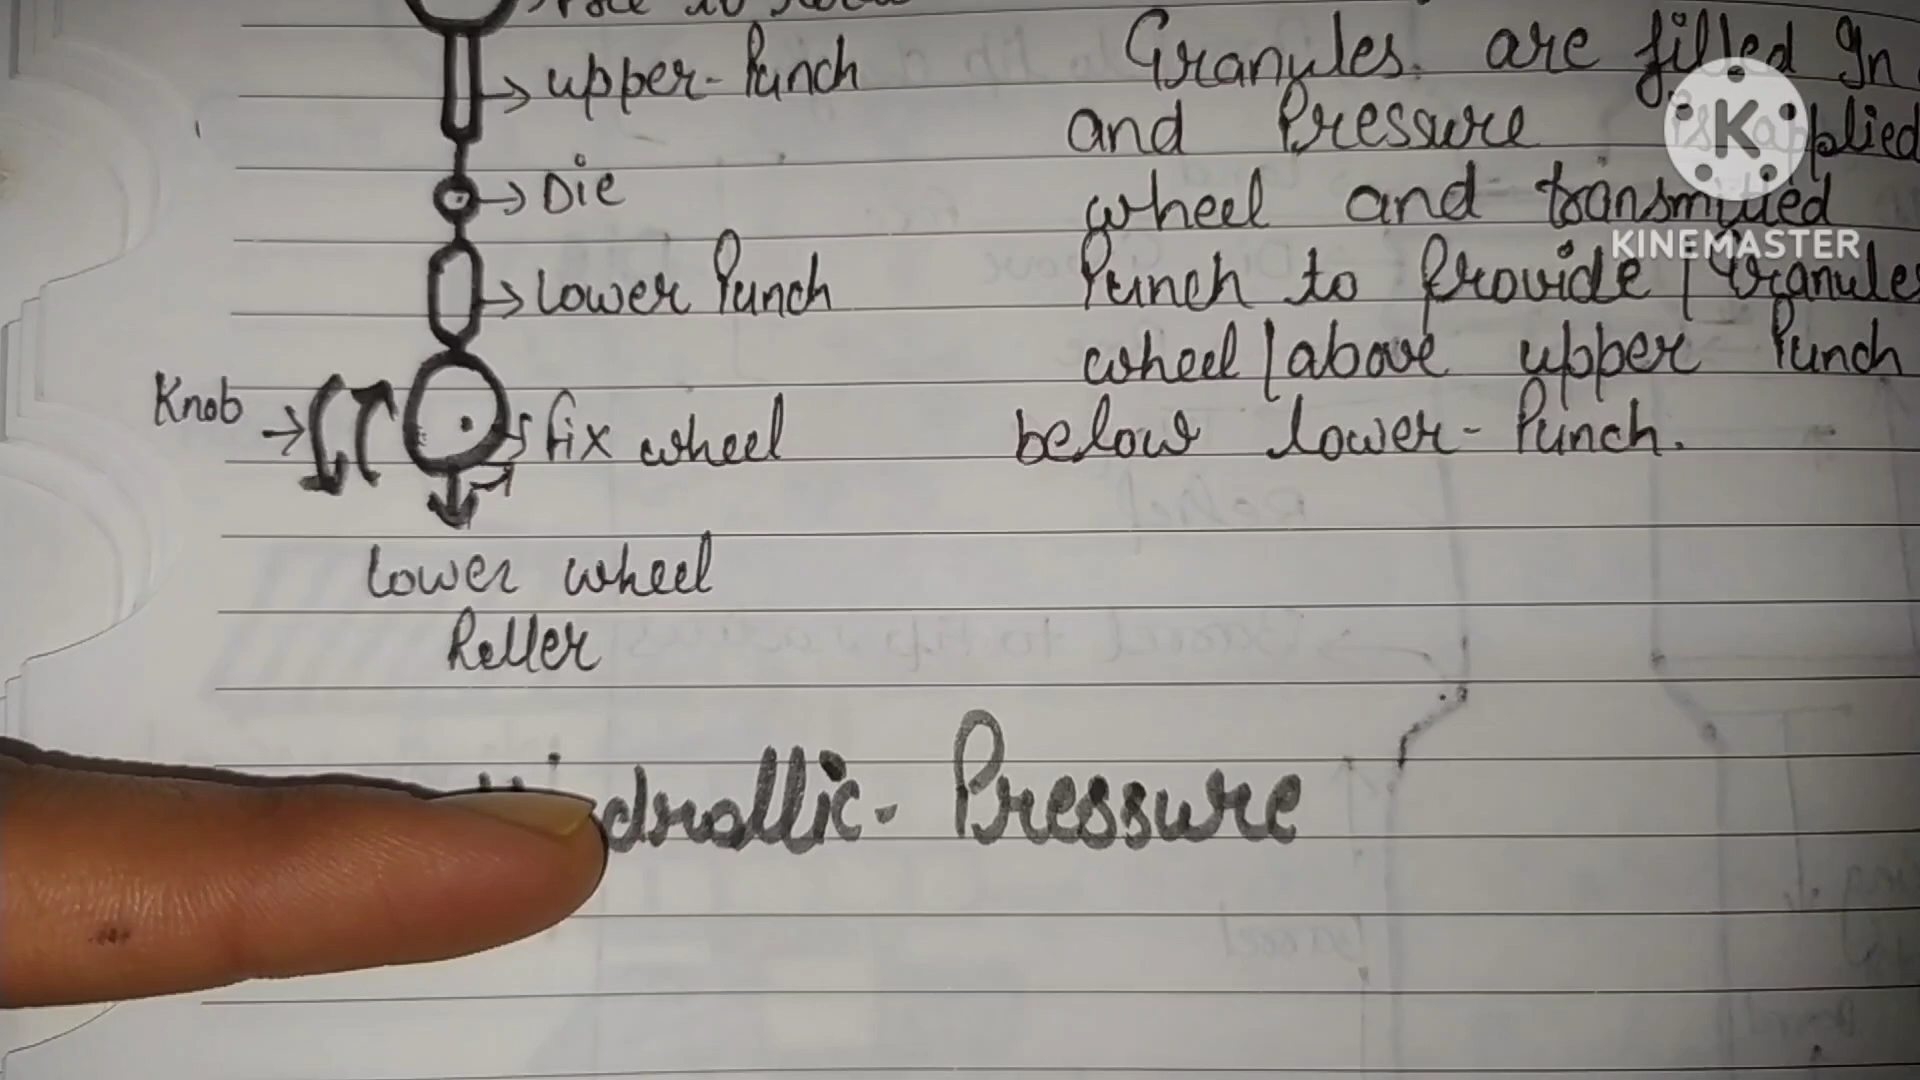 upper-Punch
Die
Lower Punch
Knob
fix wheel
Lower wheel
Roller
Granules. are filled In
and Pressure is applied
wheel and transmitted
Punch to Provide / Granules
wheel / above upper Punch
below lower-Punch.
Pressure
K
KINEMASTER